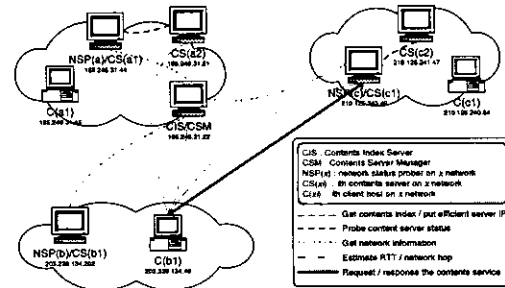 NSP(a)/CS(a1)
CS(a2)
C(a1)
CIS/CSM
CS(c2)
NSP(c)/CS(c1)
C(c1)
NSP(b)/CS(b1)
C(b1)
CIS : Contents Index Server
CSM : Contents Server Manager
NSP(x) : network status prober on x network
CS(xi) : ith contents server on x network
C(xi) : ith client host on x network
Get contents index / put efficient server IP
Probe content server status
Get network information
Estimate RTT / network hop
Request / response the contents service